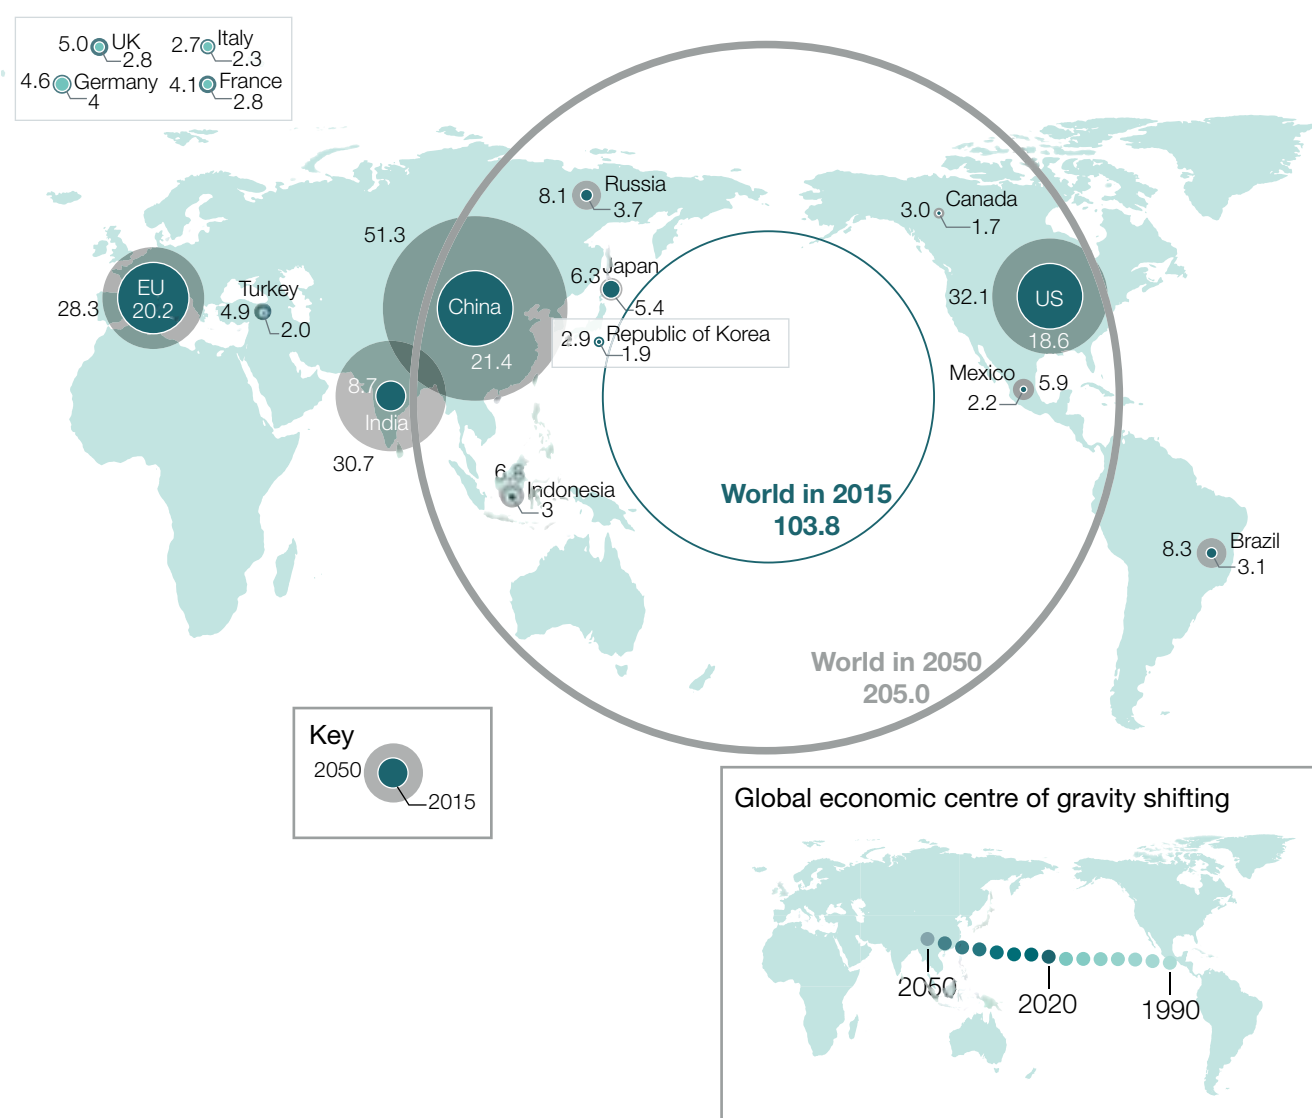 5.0 UK
2.8
2.7 Italy
2.3
4.6 Germany
4
4.1 France
2.8
8.1 Russia
3.7
3.0 Canada
1.7
51.3
China
21.4
6.3 Japan
5.4
2.9 Republic of Korea
1.9
28.3
EU
20.2
Turkey
4.9
2.0
32.1
US
18.6
Mexico 5.9
2.2
8.7
India
30.7
6.8
Indonesia
3
World in 2015
103.8
8.3 Brazil
3.1
World in 2050
205.0
Key
2050
2015
Global economic centre of gravity shifting
2050
2020
1990